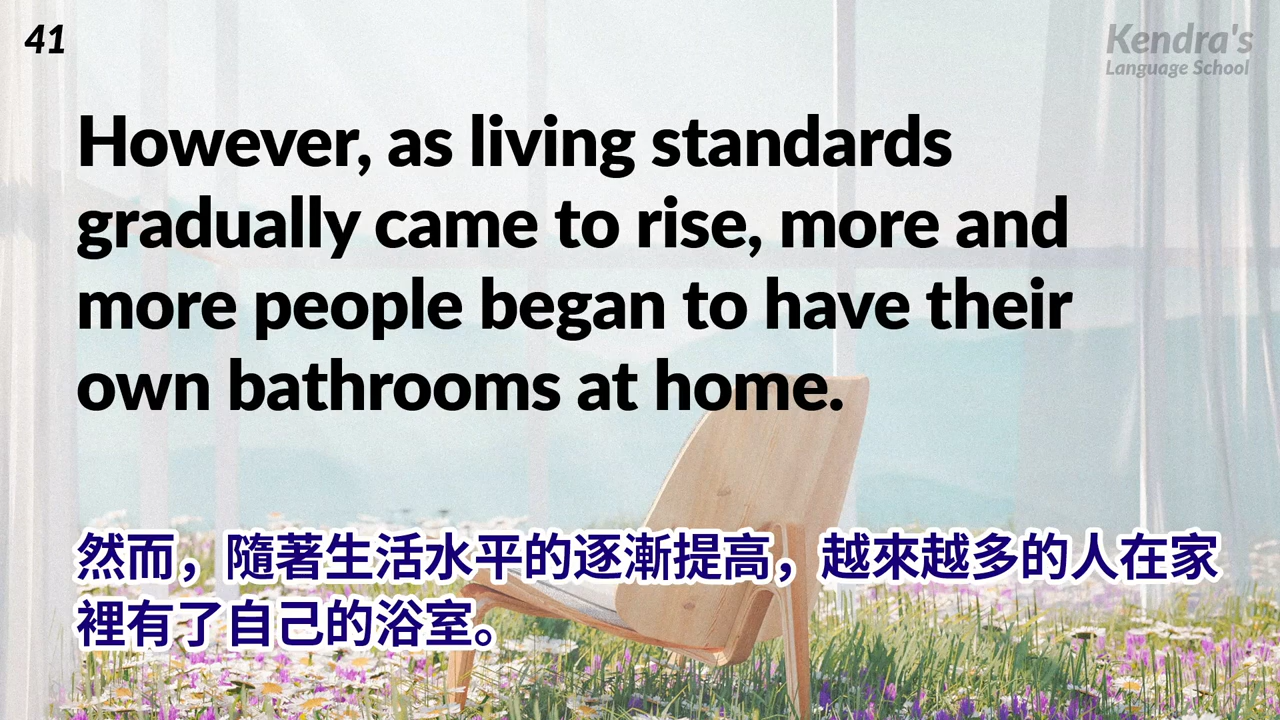 41
Kendra's
Language School
However, as living standards
gradually came to rise, more and
more people began to have their
own bathrooms at home.
然而，隨著生活水平的逐漸提高，越來越多的人在家
裡有了自己的浴室。